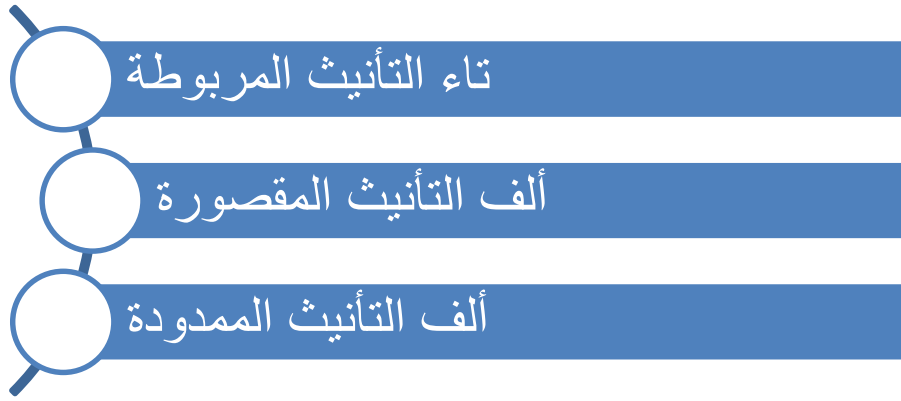 تاء التأنيث المربوطة
ألف التأنيث المقصورة
ألف التأنيث الممدودة